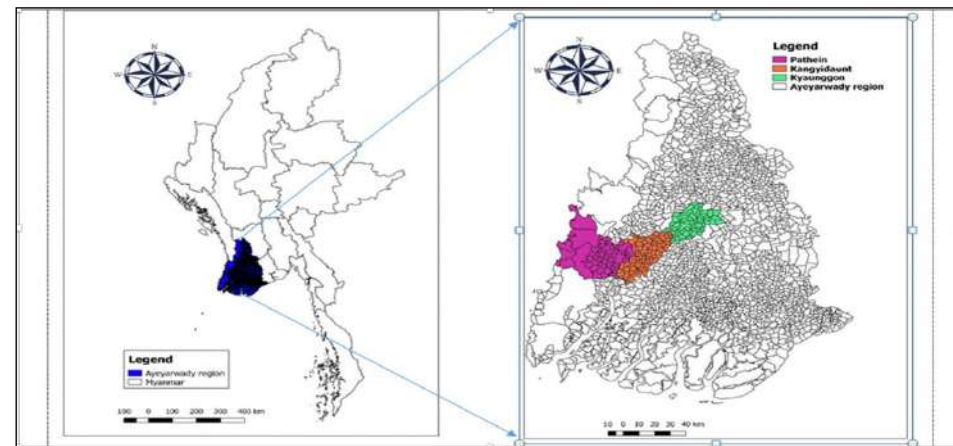 N
W
E
S
Legend
Ayeyarwady region
Myanmar
100 0 100 200 300 400 km
N
W
E
S
Legend
Pathein
Kangyidaunt
Kyaunggon
Ayeyarwady region
10 0 10 20 30 40 km